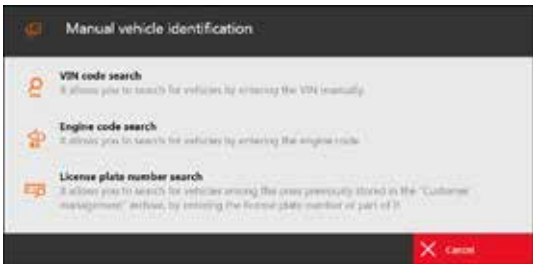 Manual vehicle identification
VIN code search
It allows you to search for vehicles by entering the VIN manually.
Engine code search
It allows you to search for vehicles by entering the engine code.
License plate number search
It allows you to search for vehicles among the ones previously stored in the "Customer
management" archive, by entering the license plate number or part of it.
Cancel